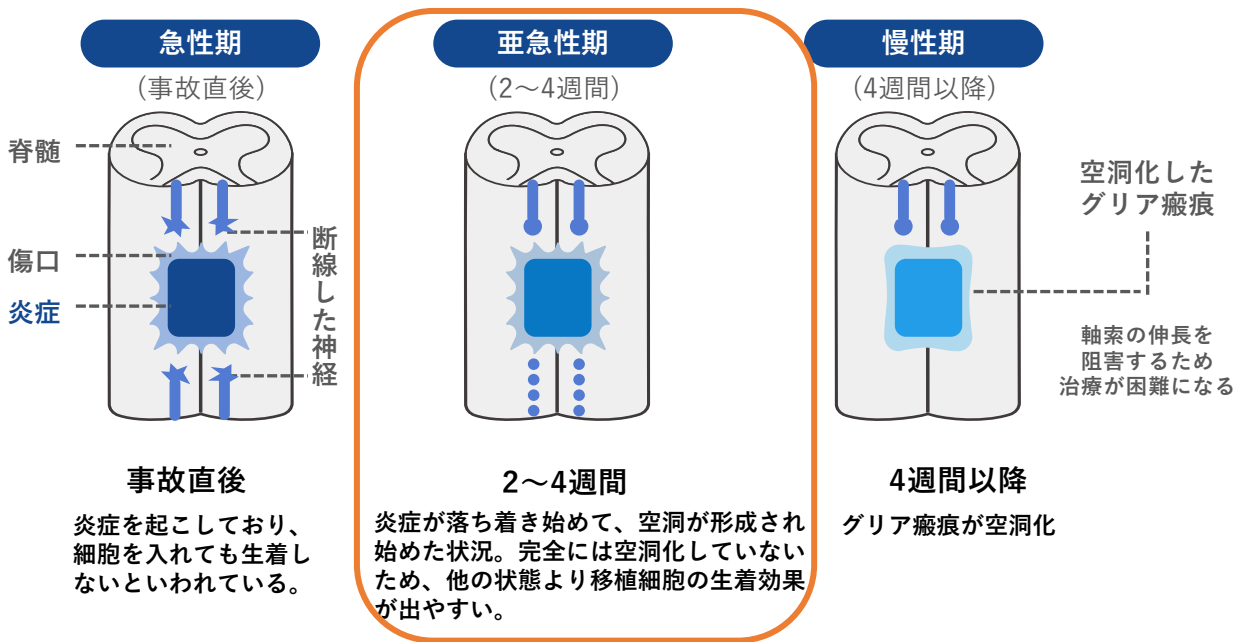 急性期
(事故直後)
亜急性期
(2〜4週間)
慢性期
(4週間以降)
脊髄
傷口
炎症
断線した神経
空洞化した
グリア瘢痕
軸索の伸長を
阻害するため
治療が困難になる
事故直後
炎症を起こしており、
細胞を入れても生着し
ないといわれている。
2〜4週間
炎症が落ち着き始めて、空洞が形成され
始めた状況。完全には空洞化していない
ため、他の状態より移植細胞の生着効果
が出やすい。
4週間以降
グリア瘢痕が空洞化